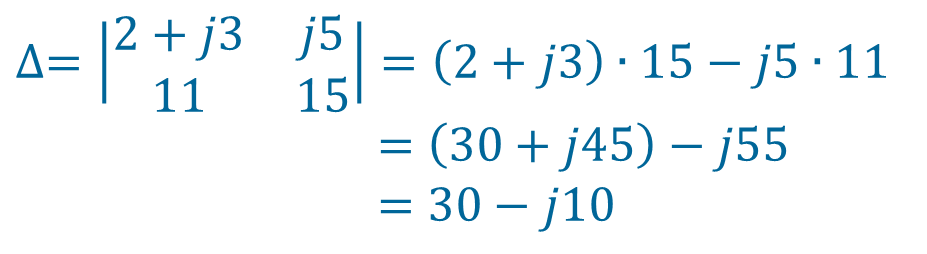 Δ= |2 + j3 j5| = (2 + j3) · 15 − j5 · 11
|11 15|
= (30 + j45) − j55
= 30 − j10